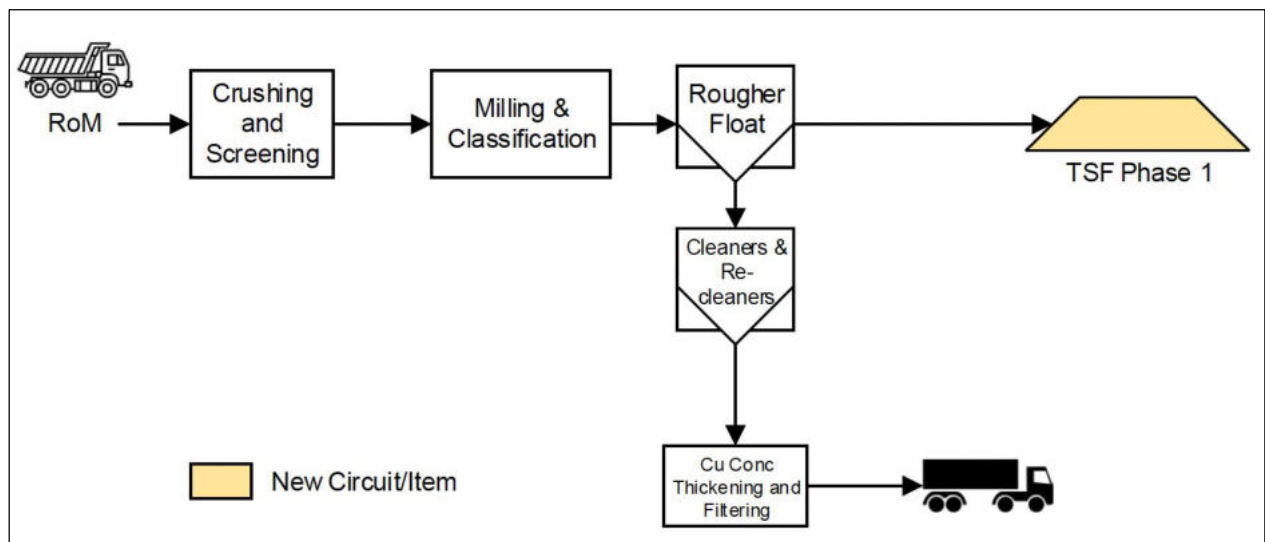 RoM
Crushing
and
Screening
Milling &
Classification
Rougher
Float
TSF Phase 1
Cleaners &
Re-
cleaners
Cu Conc
Thickening and
Filtering
New Circuit/Item